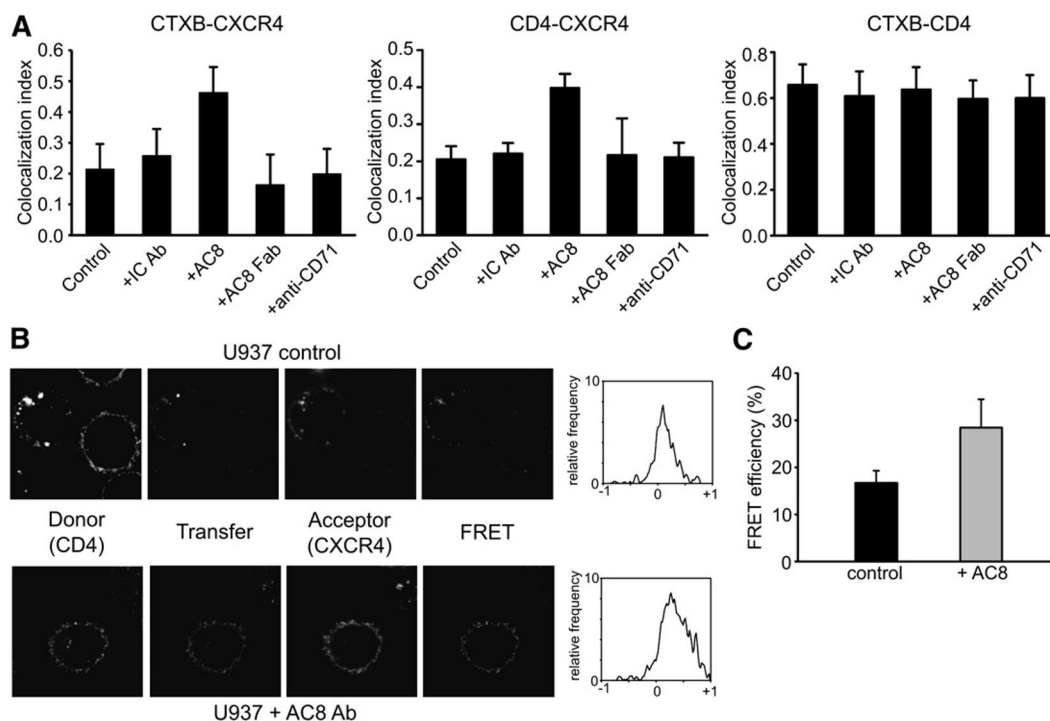 A
CTXB-CXCR4
Colocalization index
0.6
0.5
0.4
0.3
0.2
0.1
0.0
Control
+IC Ab
+AC8
+AC8 Fab
+anti-CD71
CD4-CXCR4
Colocalization index
0.5
0.4
0.3
0.2
0.1
0.0
Control
+IC Ab
+AC8
+AC8 Fab
+anti-CD71
CTXB-CD4
Colocalization index
0.8
0.6
0.4
0.2
0.0
Control
+IC Ab
+AC8
+AC8 Fab
+anti-CD71
B
U937 control
relative frequency
10
0
-1 0 +1
Donor
(CD4)
Transfer
Acceptor
(CXCR4)
FRET
relative frequency
10
0
-1 0 +1
U937 + AC8 Ab
C
FRET efficiency (%)
40
30
20
10
0
control
+ AC8